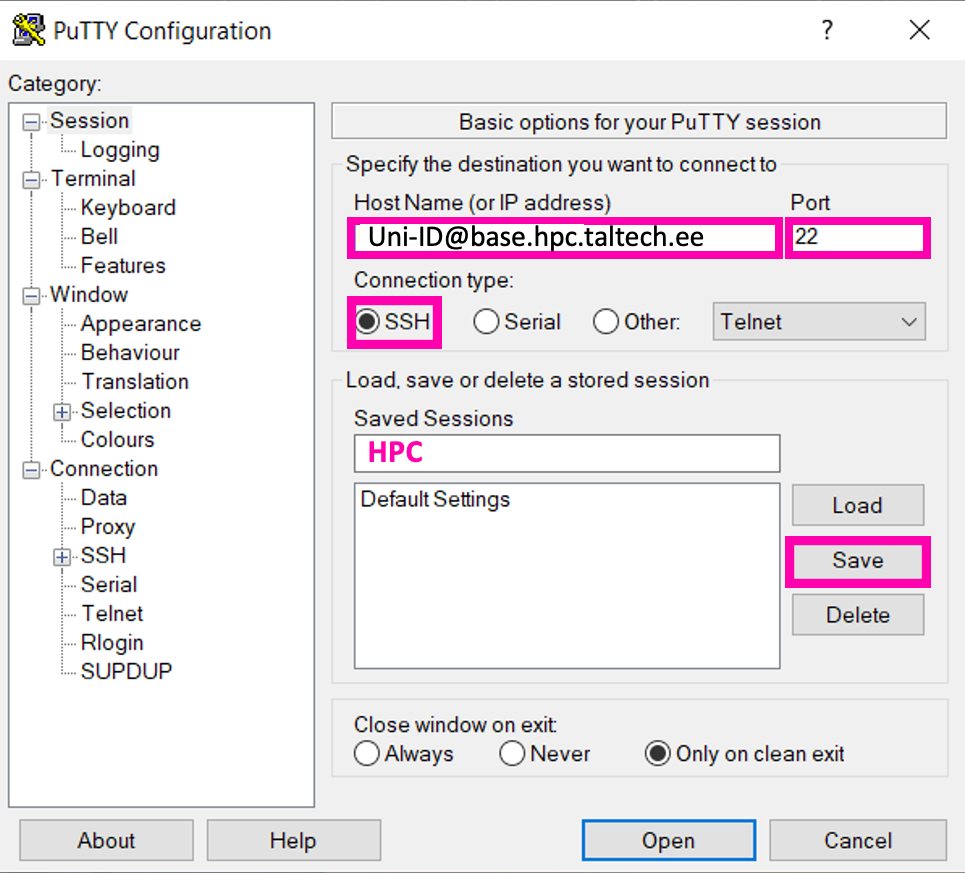 PuTTY Configuration
?
Category:
Session
Logging
Terminal
Keyboard
Bell
Features
Window
Appearance
Behaviour
Translation
Selection
Colours
Connection
Data
Proxy
SSH
Serial
Telnet
Rlogin
SUPDUP
Basic options for your PuTTY session
Specify the destination you want to connect to
Host Name (or IP address) Port
Uni-ID@base.hpc.taltech.ee 22
Connection type:
SSH Serial Other: Telnet
Load, save or delete a stored session
Saved Sessions
HPC
Default Settings
Load
Save
Delete
Close window on exit:
Always Never Only on clean exit
About Help Open Cancel